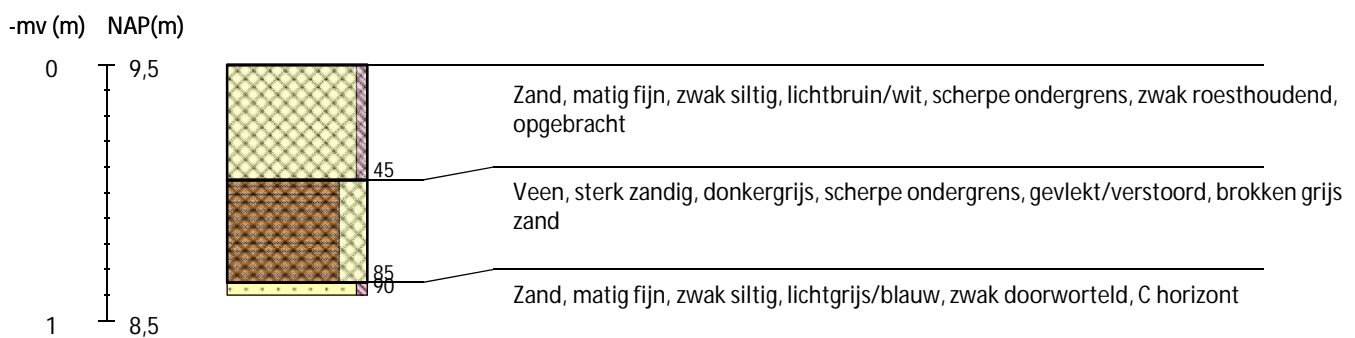 -mv (m) NAP(m)
0 9,5
Zand, matig fijn, zwak siltig, lichtbruin/wit, scherpe ondergrens, zwak roesthoudend,
opgebracht
45
Veen, sterk zandig, donkergrijs, scherpe ondergrens, gevlekt/verstoord, brokken grijs
zand
85
90
Zand, matig fijn, zwak siltig, lichtgrijs/blauw, zwak doorworteld, C horizont
1 8,5